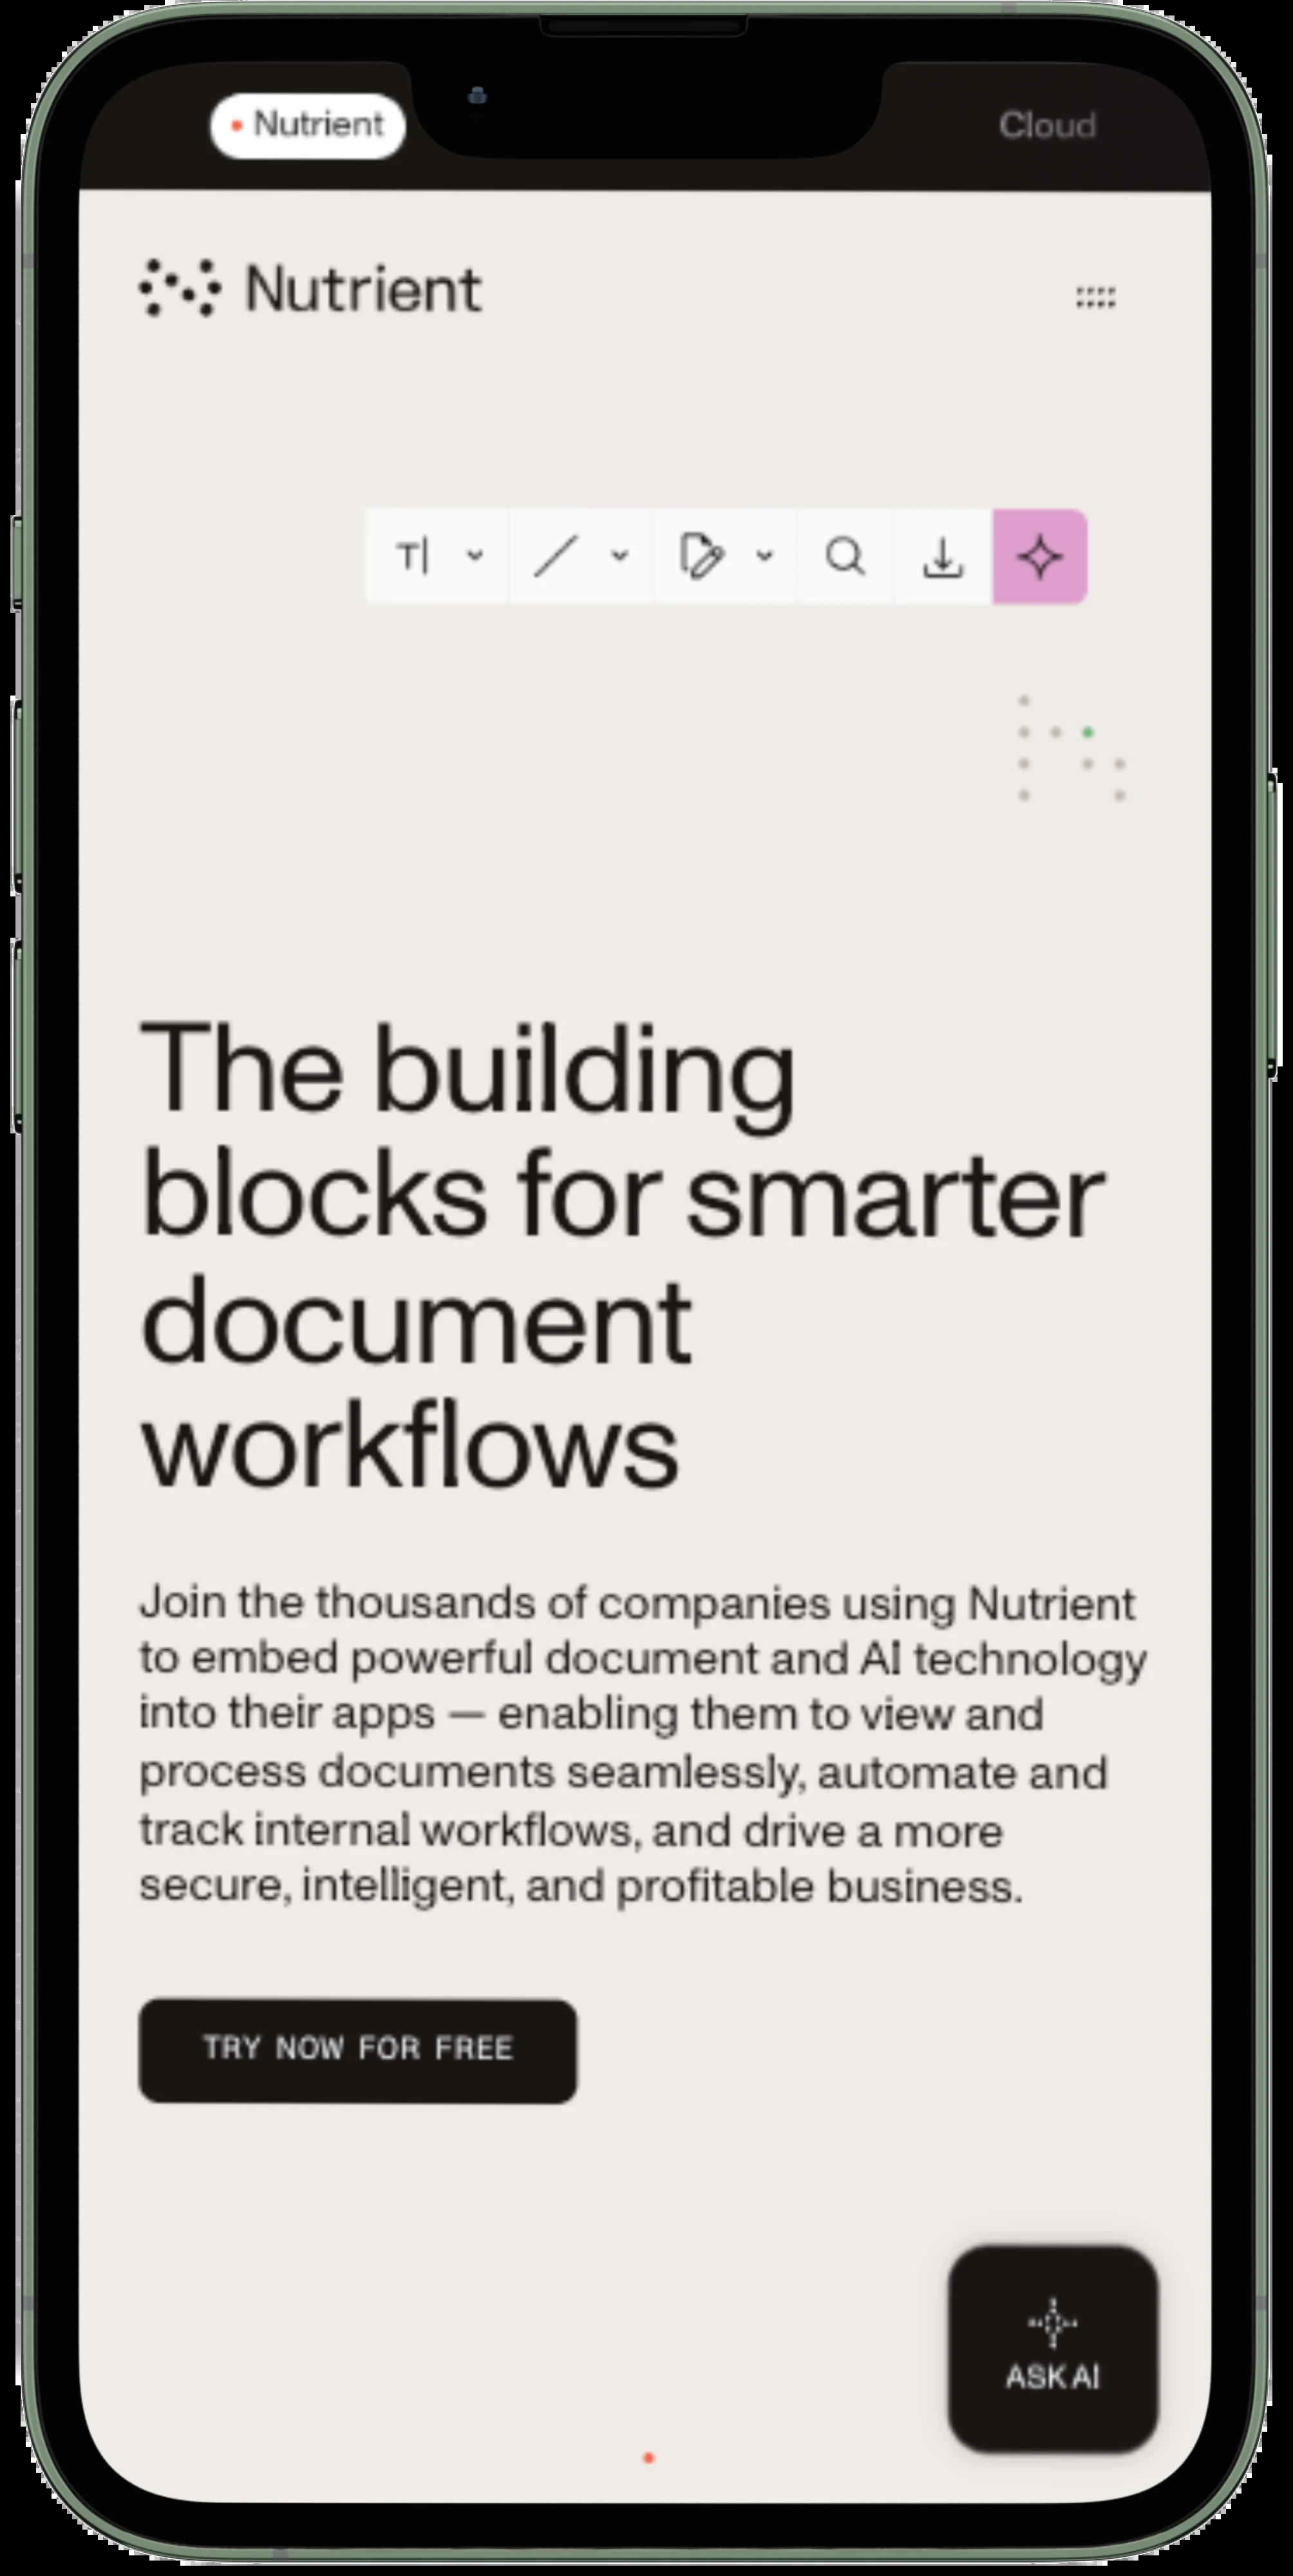 Nutrient
Cloud
Nutrient
T|
The building
blocks for smarter
document
workflows
Join the thousands of companies using Nutrient
to embed powerful document and AI technology
into their apps — enabling them to view and
process documents seamlessly, automate and
track internal workflows, and drive a more
secure, intelligent, and profitable business.
TRY NOW FOR FREE
ASK AI